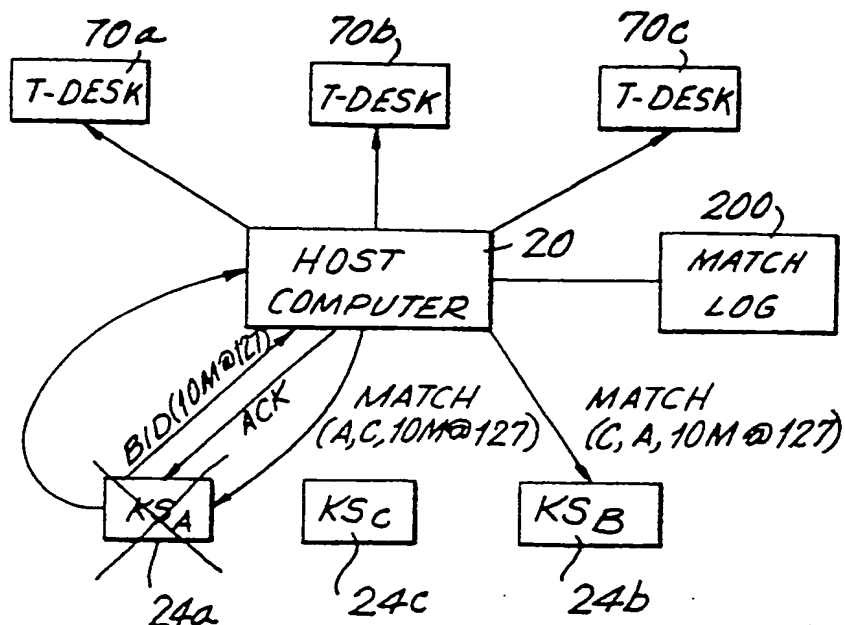 70a
70b
70c
T-DESK
T-DESK
T-DESK
200
20
HOST
COMPUTER
MATCH
LOG
BID(10M@127)
ACK
MATCH
(A,C,10M@127)
MATCH
(C,A,10M@127)
KSA
KSC
KSB
24a
24c
24b